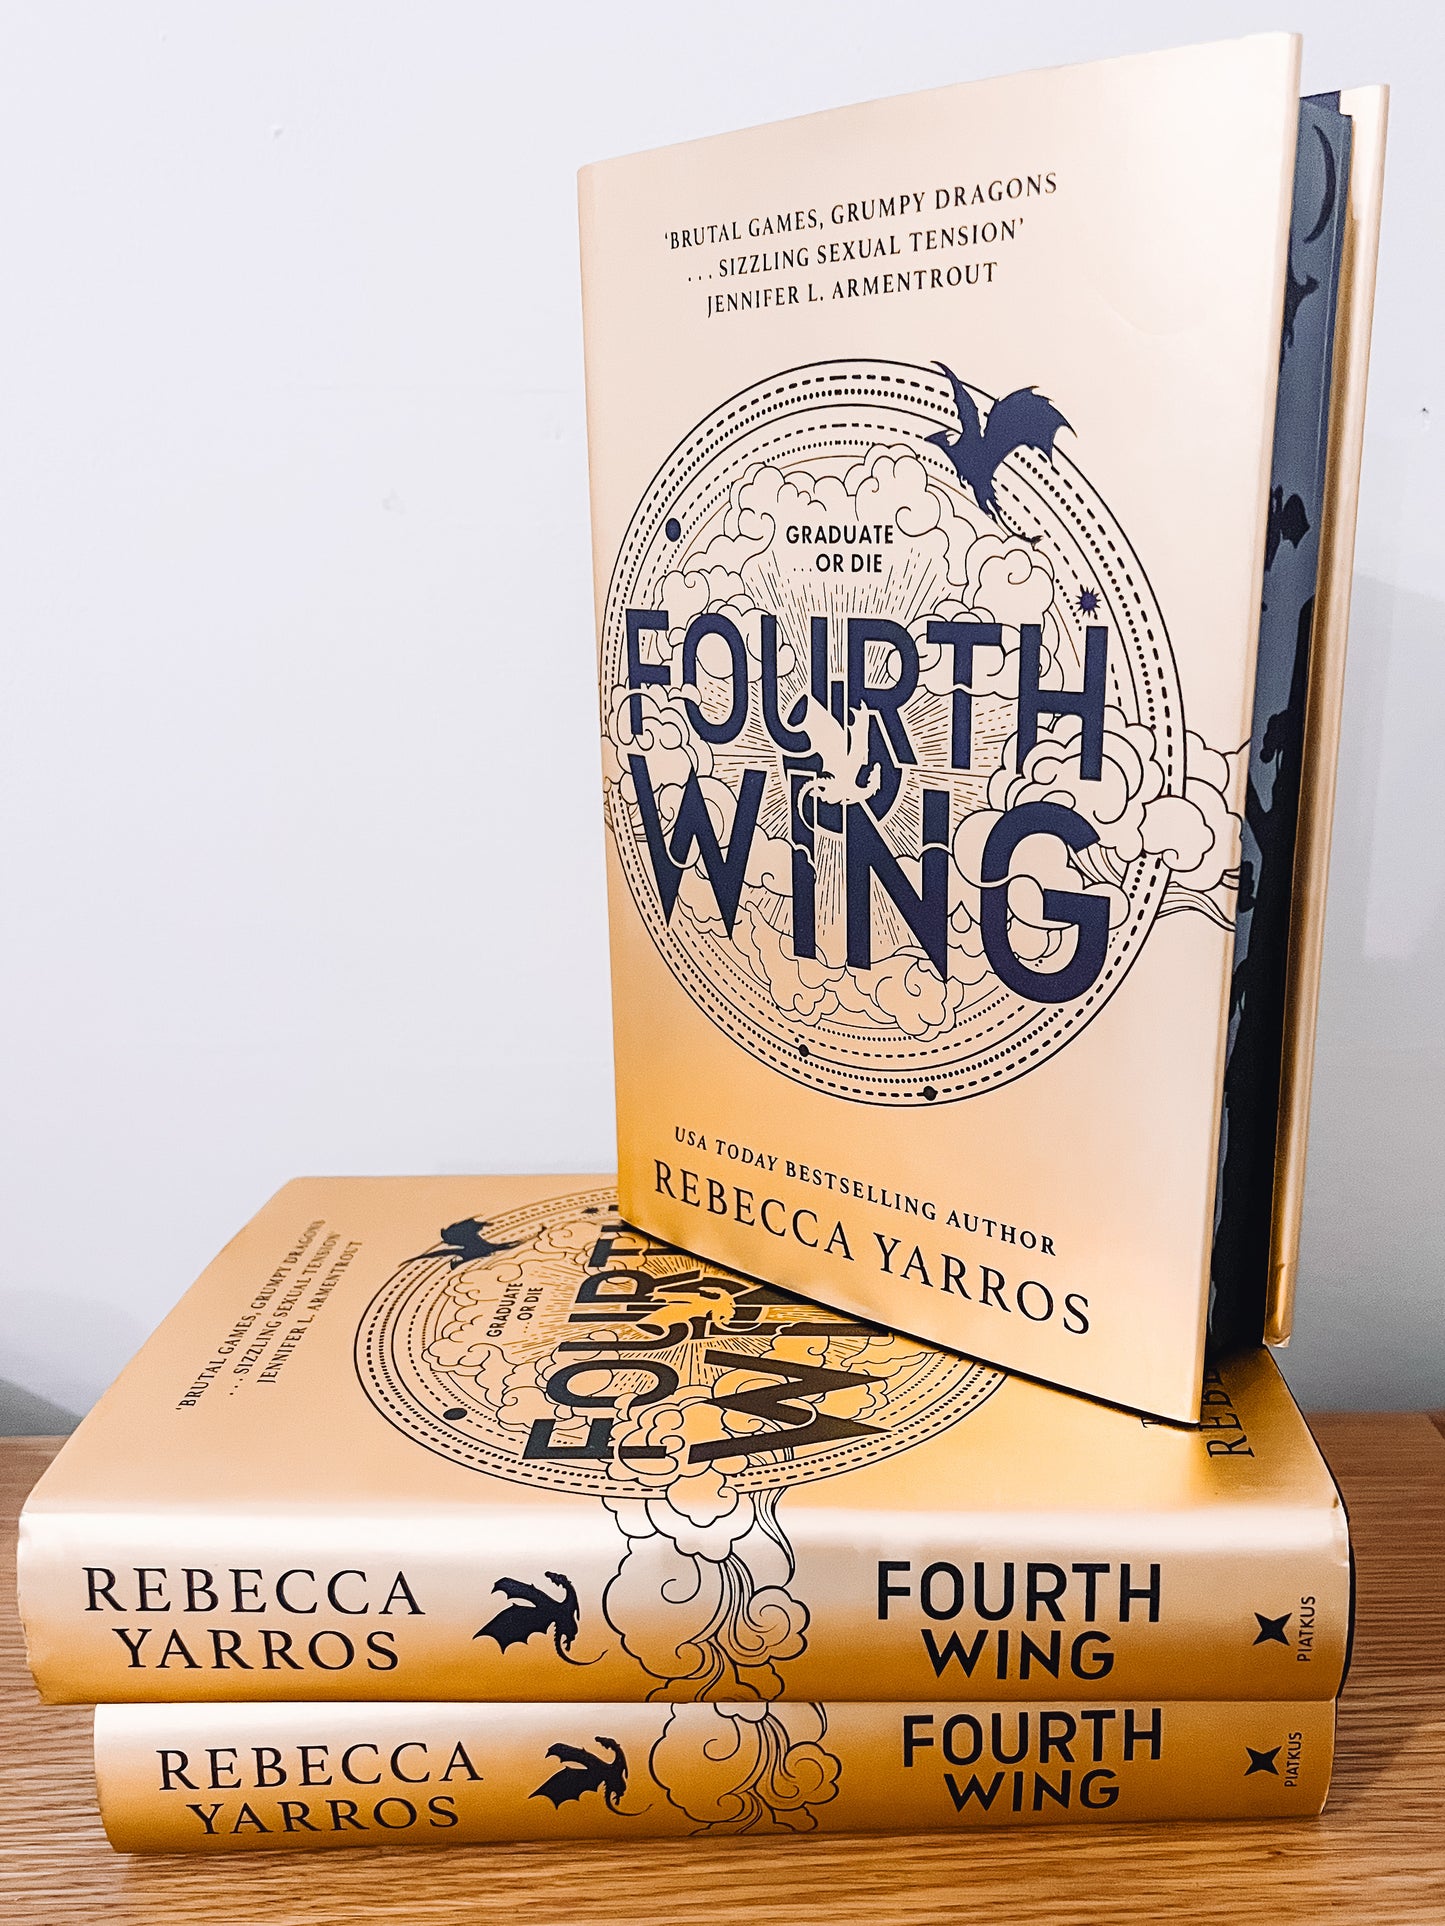 ‘BRUTAL GAMES, GRUMPY DRAGONS
...SIZZLING SEXUAL TENSION’
JENNIFER L. ARMENTROUT
GRADUATE
...OR DIE
FOURTH
WING
USA TODAY BESTSELLING AUTHOR
REBECCA YARROS
‘BRUTAL GAMES, GRUMPY DRAGONS
...SIZZLING SEXUAL TENSION’
JENNIFER L. ARMENTROUT
GRADUATE
...OR DIE
FOURTH
REBECCA
YARROS
FOURTH
WING
PIATKUS
REBECCA
YARROS
FOURTH
WING
PIATKUS